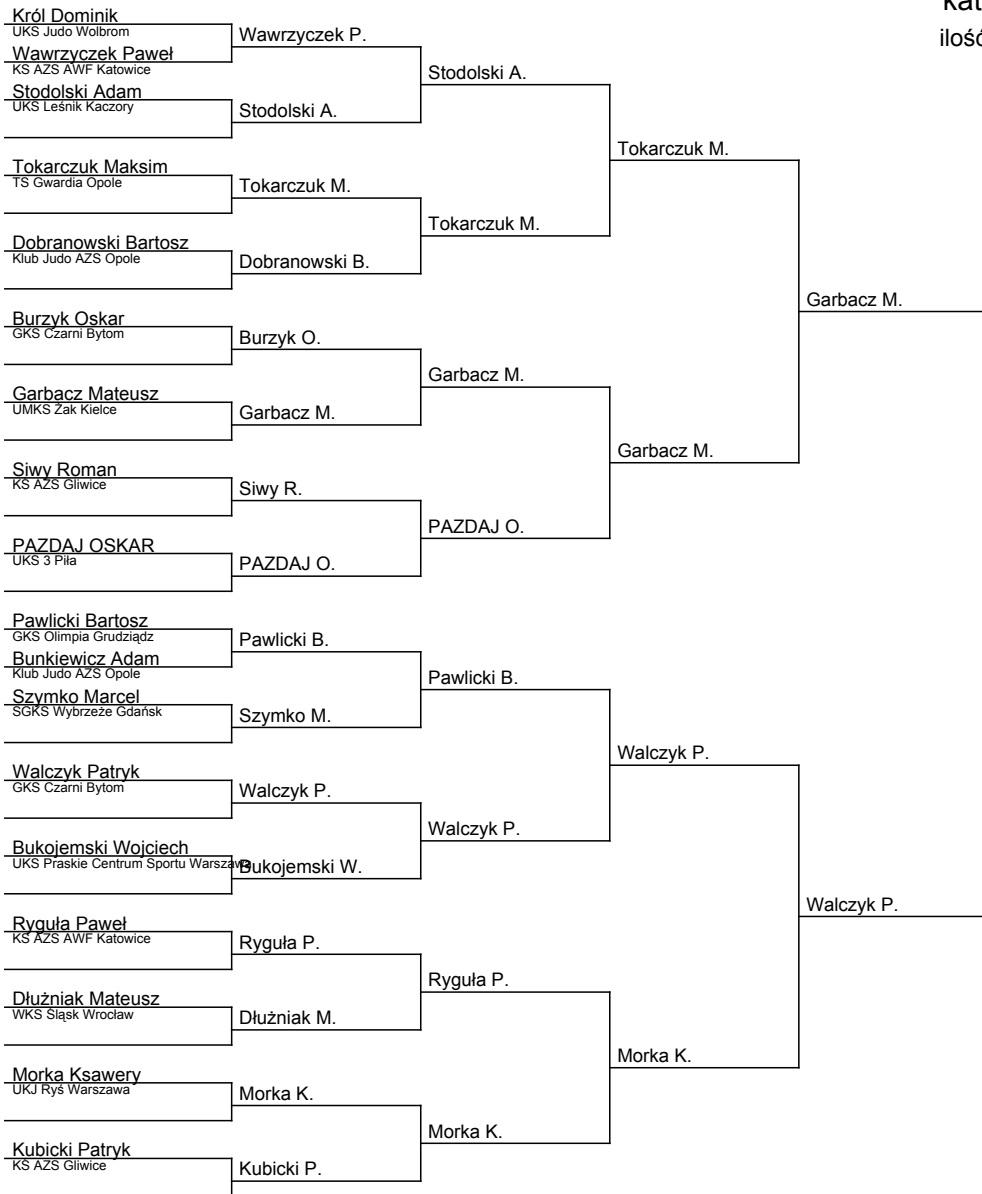 Król Dominik
UKS Judo Wolbrom
Wawrzyczek Paweł
KS AZS AWF Katowice
Stodolski Adam
UKS Leśnik Kaczory
Tokarczuk Maksim
TS Gwardia Opole
Dobranowski Bartosz
Klub Judo AZS Opole
Burzyk Oskar
GKS Czarni Bytom
Garbacz Mateusz
UMKS Żak Kielce
Siwy Roman
KS AZS Gliwice
PAZDAJ OSKAR
UKS 3 Piła
Pawlicki Bartosz
GKS Olimpia Grudziądz
Bunkiewicz Adam
Klub Judo AZS Opole
Szymko Marcel
SGKS Wybrzeże Gdańsk
Walczyk Patryk
GKS Czarni Bytom
Bukojemski Wojciech
UKS Praskie Centrum Sportu Warszawa
Ryguła Paweł
KS AZS AWF Katowice
Dłużniak Mateusz
WKS Śląsk Wrocław
Morka Ksawery
UKJ Ryś Warszawa
Kubicki Patryk
KS AZS Gliwice
Wawrzyczek P.
Stodolski A.
Tokarczuk M.
Dobranowski B.
Burzyk O.
Garbacz M.
Siwy R.
PAZDAJ O.
Pawlicki B.
Szymko M.
Walczyk P.
Bukojemski W.
Ryguła P.
Dłużniak M.
Morka K.
Kubicki P.
Stodolski A.
Tokarczuk M.
Garbacz M.
PAZDAJ O.
Pawlicki B.
Walczyk P.
Ryguła P.
Morka K.
Tokarczuk M.
Garbacz M.
Walczyk P.
Morka K.
Garbacz M.
Walczyk P.
kat
ilość